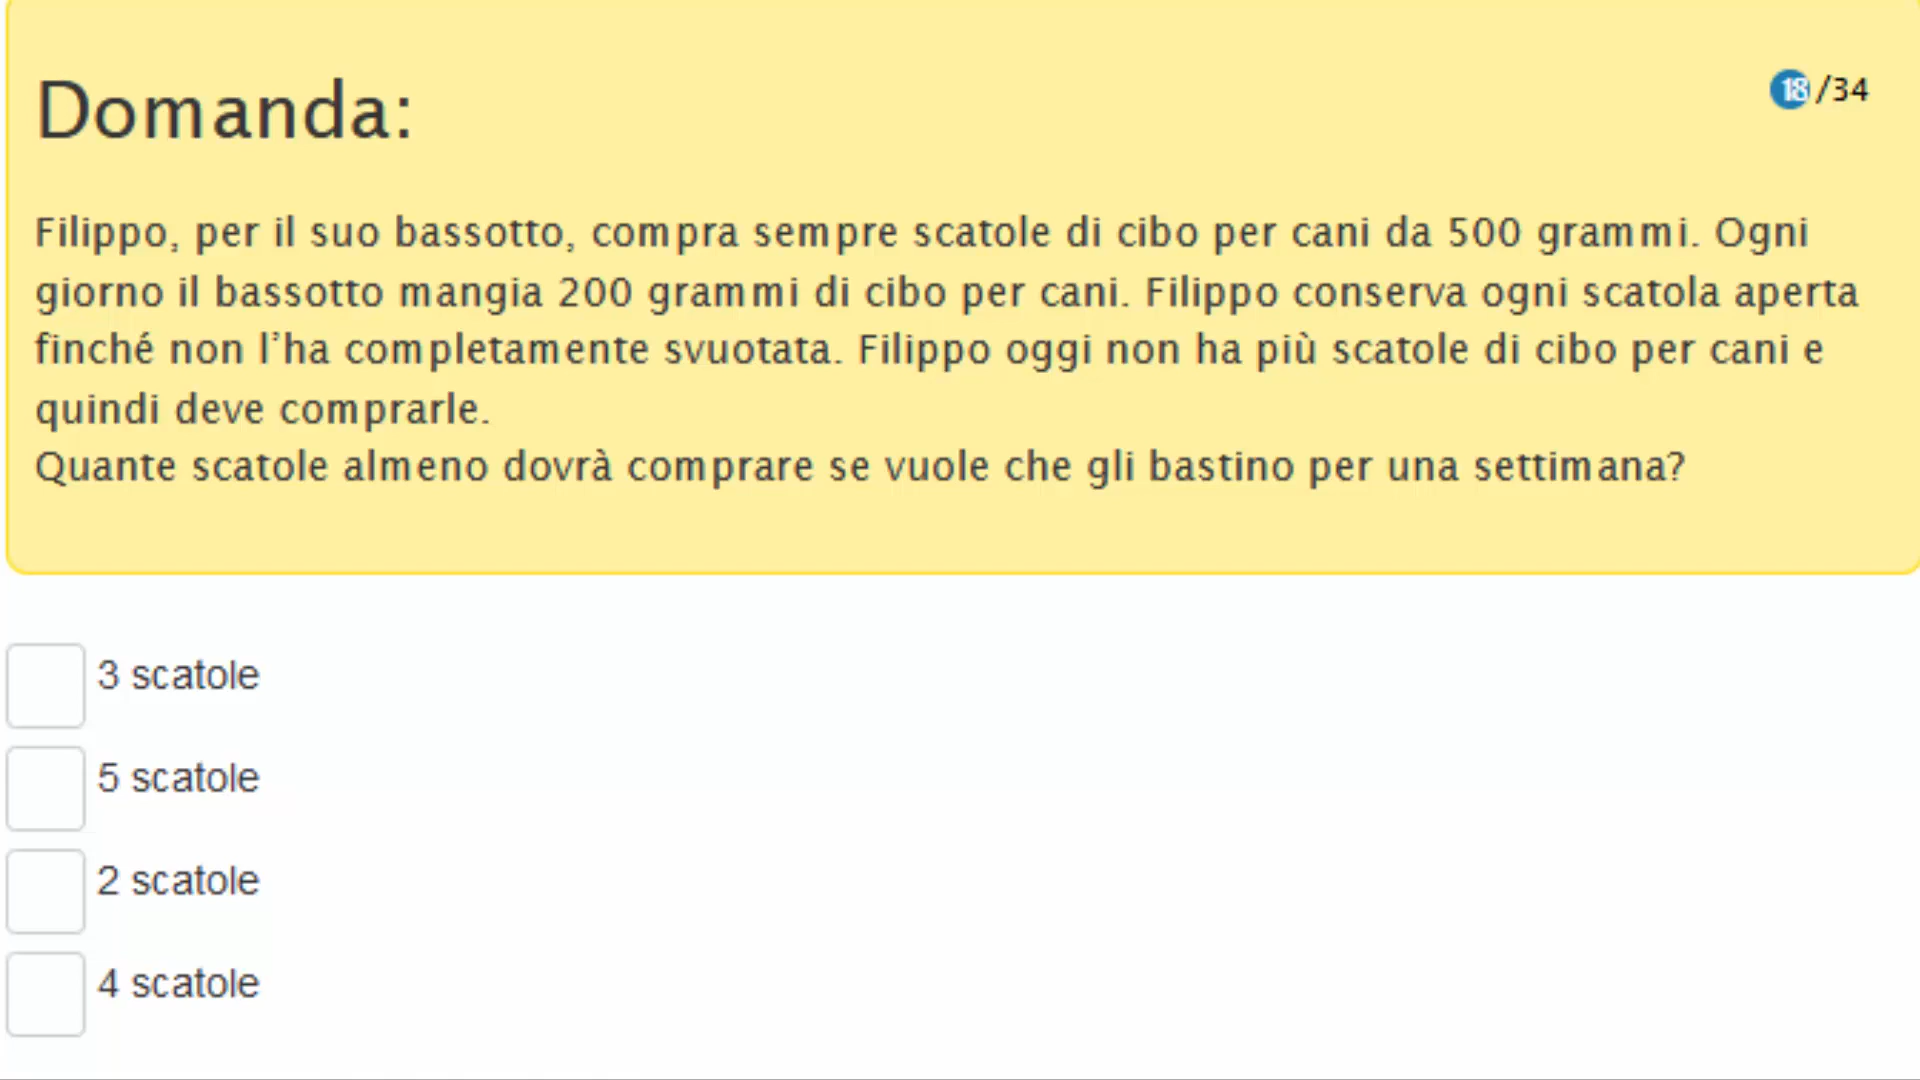 Domanda:
18/34
Filippo, per il suo bassotto, compra sempre scatole di cibo per cani da 500 grammi. Ogni
giorno il bassotto mangia 200 grammi di cibo per cani. Filippo conserva ogni scatola aperta
finché non l’ha completamente svuotata. Filippo oggi non ha più scatole di cibo per cani e
quindi deve comprarle.
Quante scatole almeno dovrà comprare se vuole che gli bastino per una settimana?
3 scatole
5 scatole
2 scatole
4 scatole